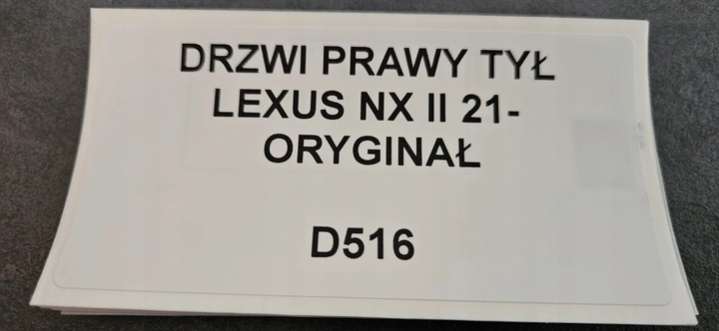 DRZWI PRAWY TYŁ
LEXUS NX II 21-
ORYGINAŁ
D516